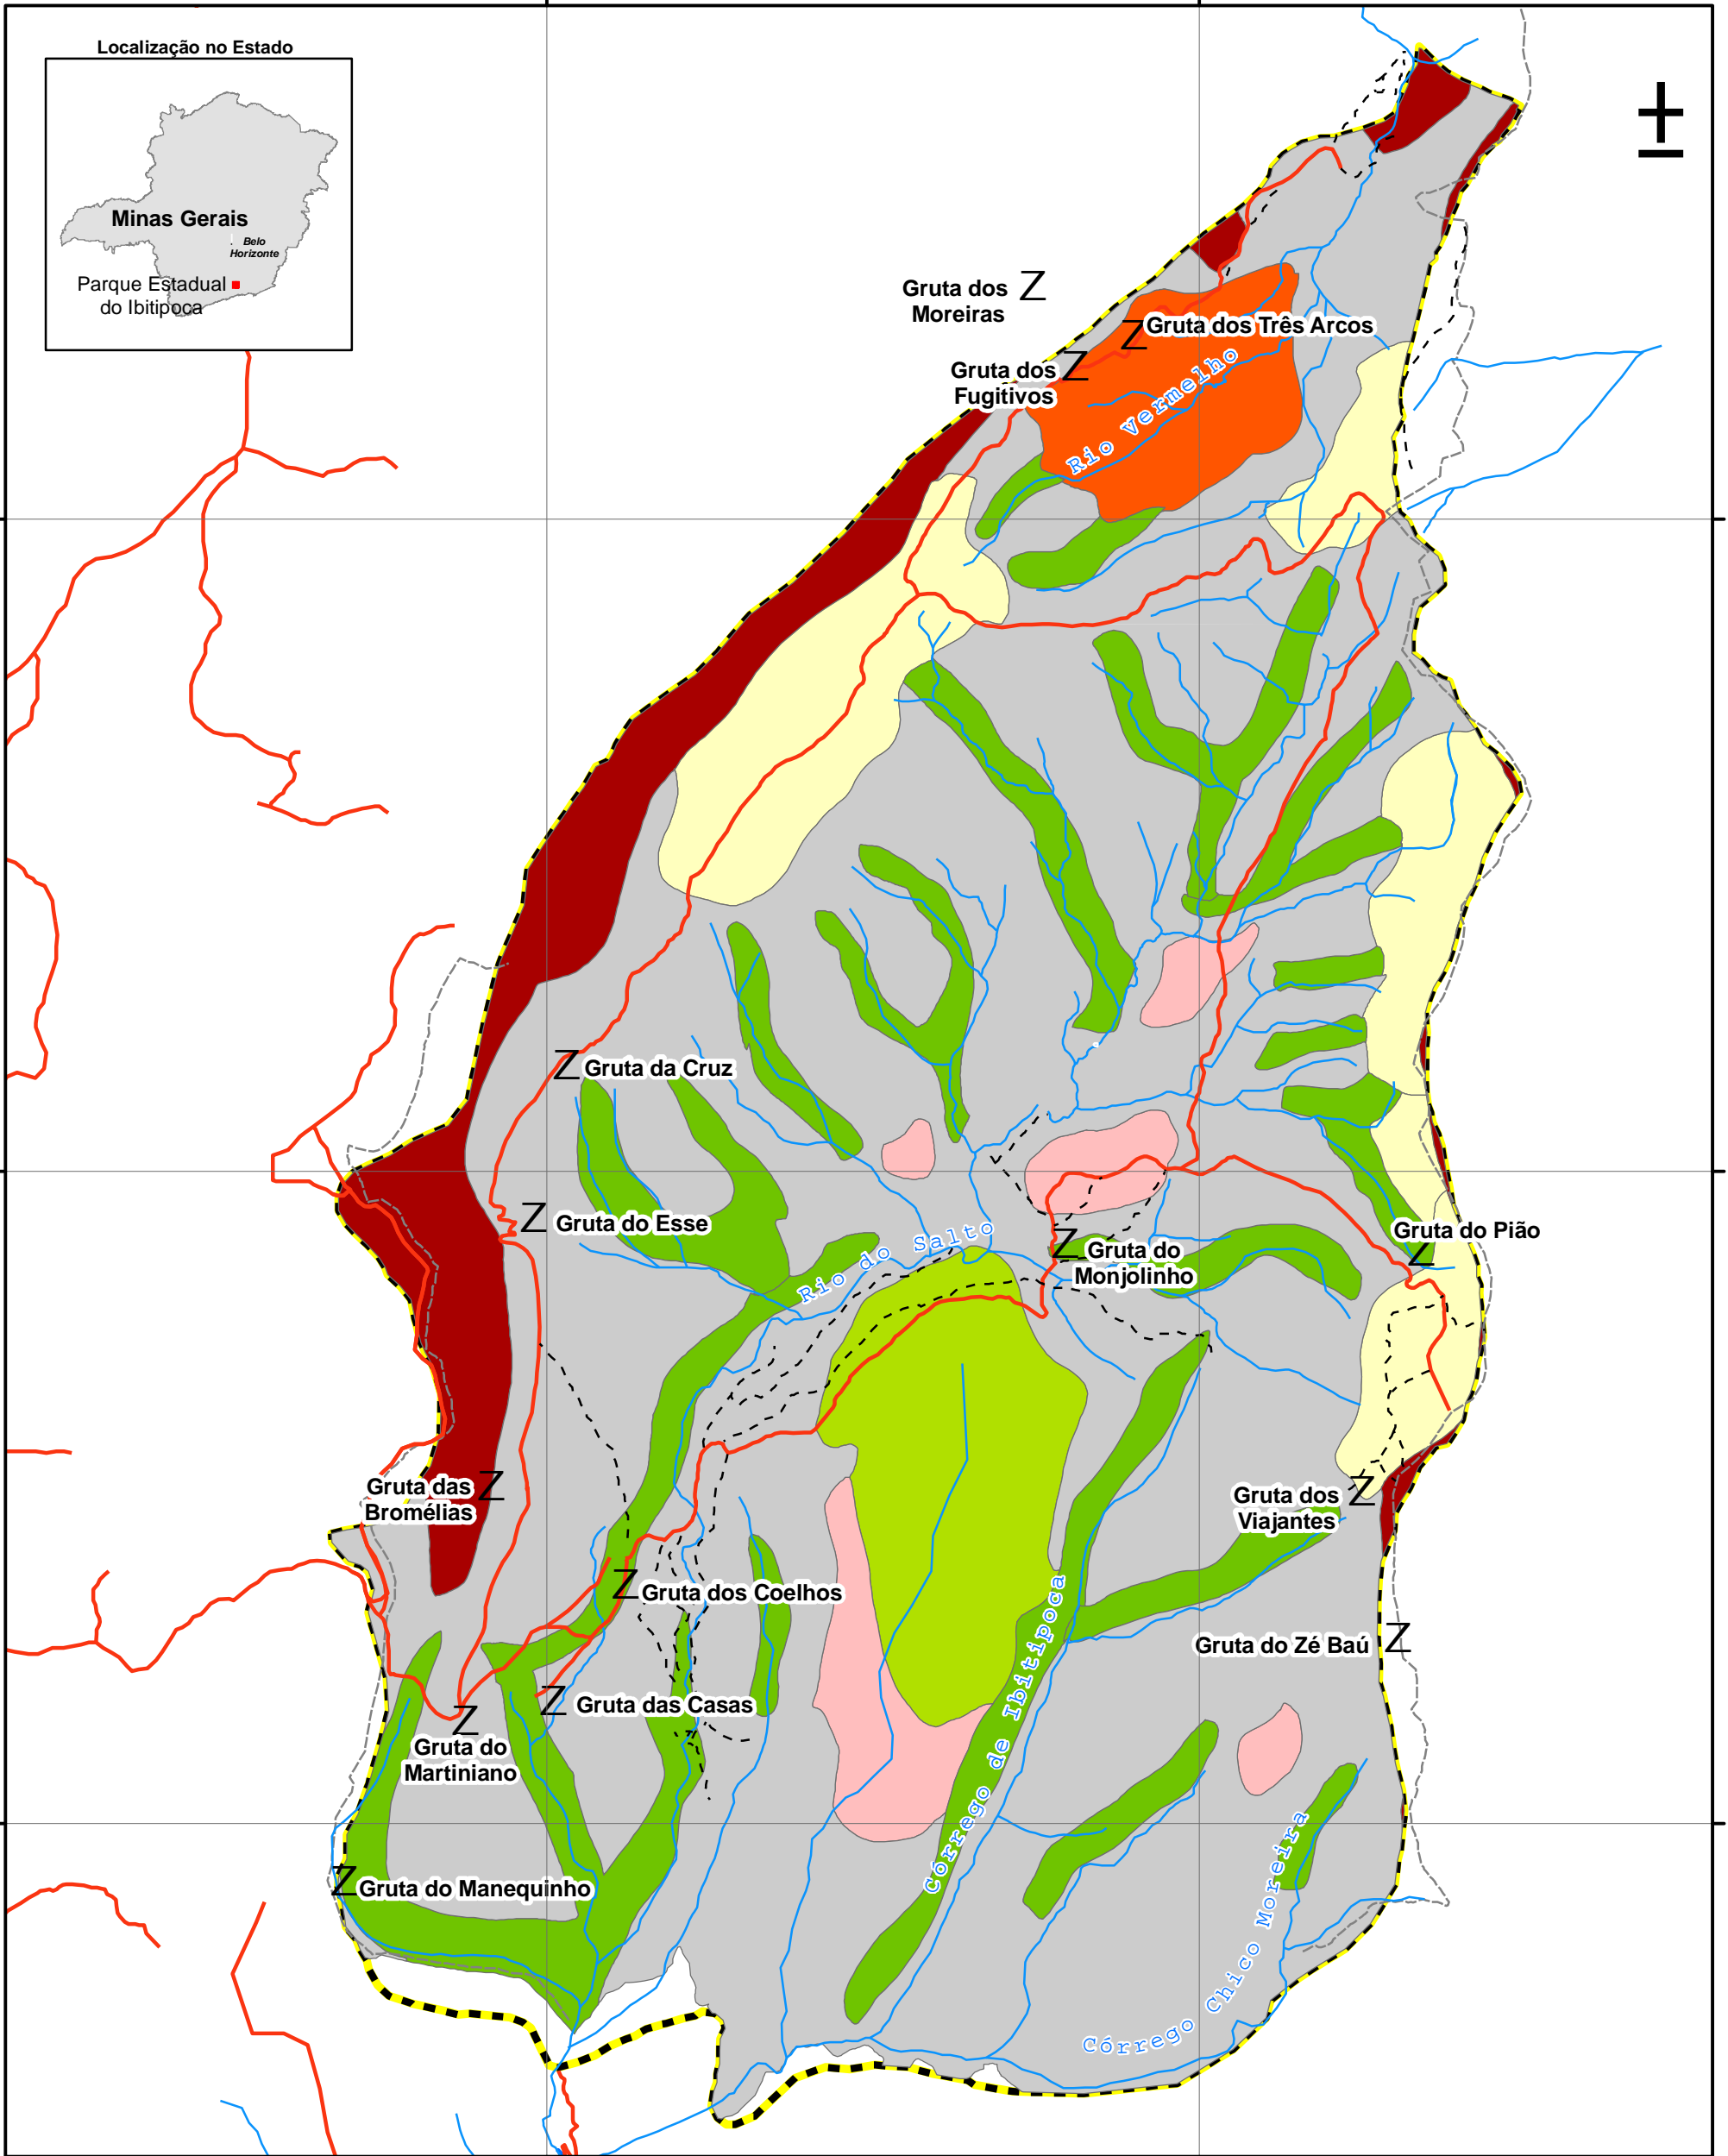 Localização no Estado
Minas Gerais
Belo
Horizonte
Parque Estadual
do Ibitipoca
±
Gruta dos
Moreiras
Z
Z
Gruta dos Três Arcos
Gruta dos
Fugitivos
Z
Rio Vermelho
Z
Gruta da Cruz
Z
Gruta do Esse
Rio do Salto
Z
Gruta do
Monjolinho
Gruta do Pião
Z
Gruta das
Bromélias
Z
Gruta dos
Viajantes
Z
Z
Gruta dos Coelhos
Gruta do Zé Baú
Z
Z
Gruta das Casas
Z
Gruta do
Martiniano
Córrego de Ibitipoca
Z
Gruta do Manequinho
Córrego Chico Moreira